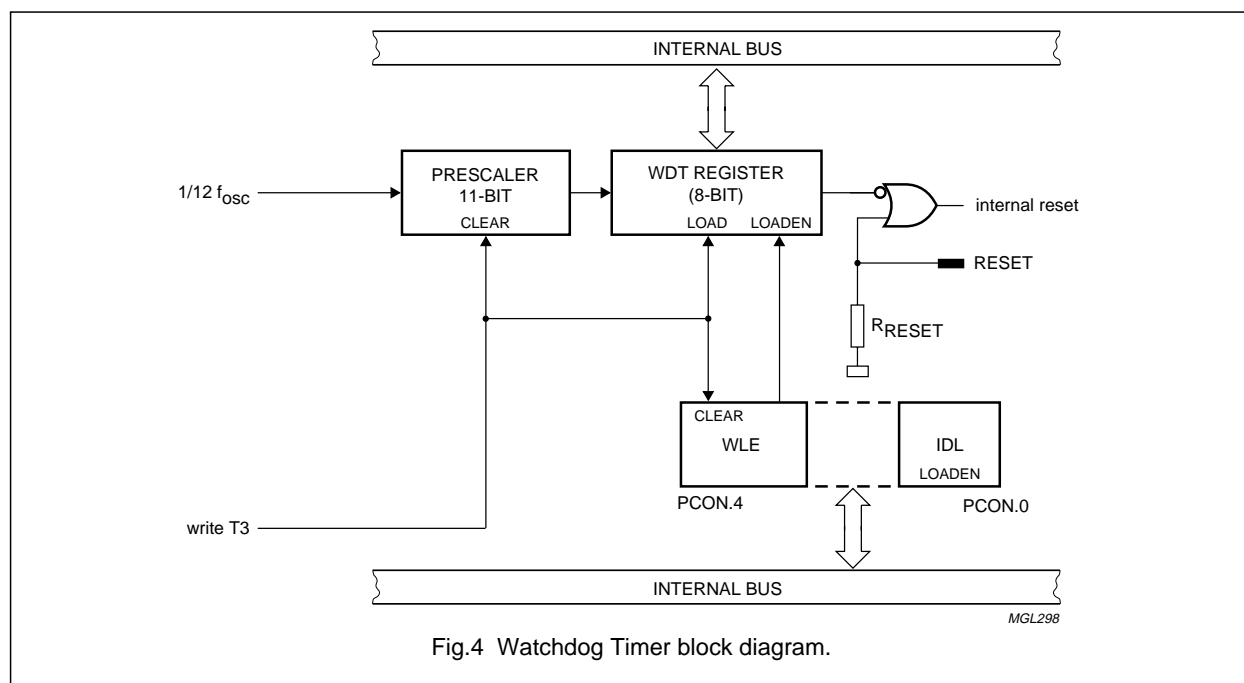 INTERNAL BUS
PRESCALER
11-BIT
CLEAR
WDT REGISTER
(8-BIT)
LOAD LOADEN
1/12 fosc
internal reset
RESET
RRESET
CLEAR
WLE
IDL
LOADEN
PCON.4
PCON.0
write T3
INTERNAL BUS
MGL298
Fig.4 Watchdog Timer block diagram.